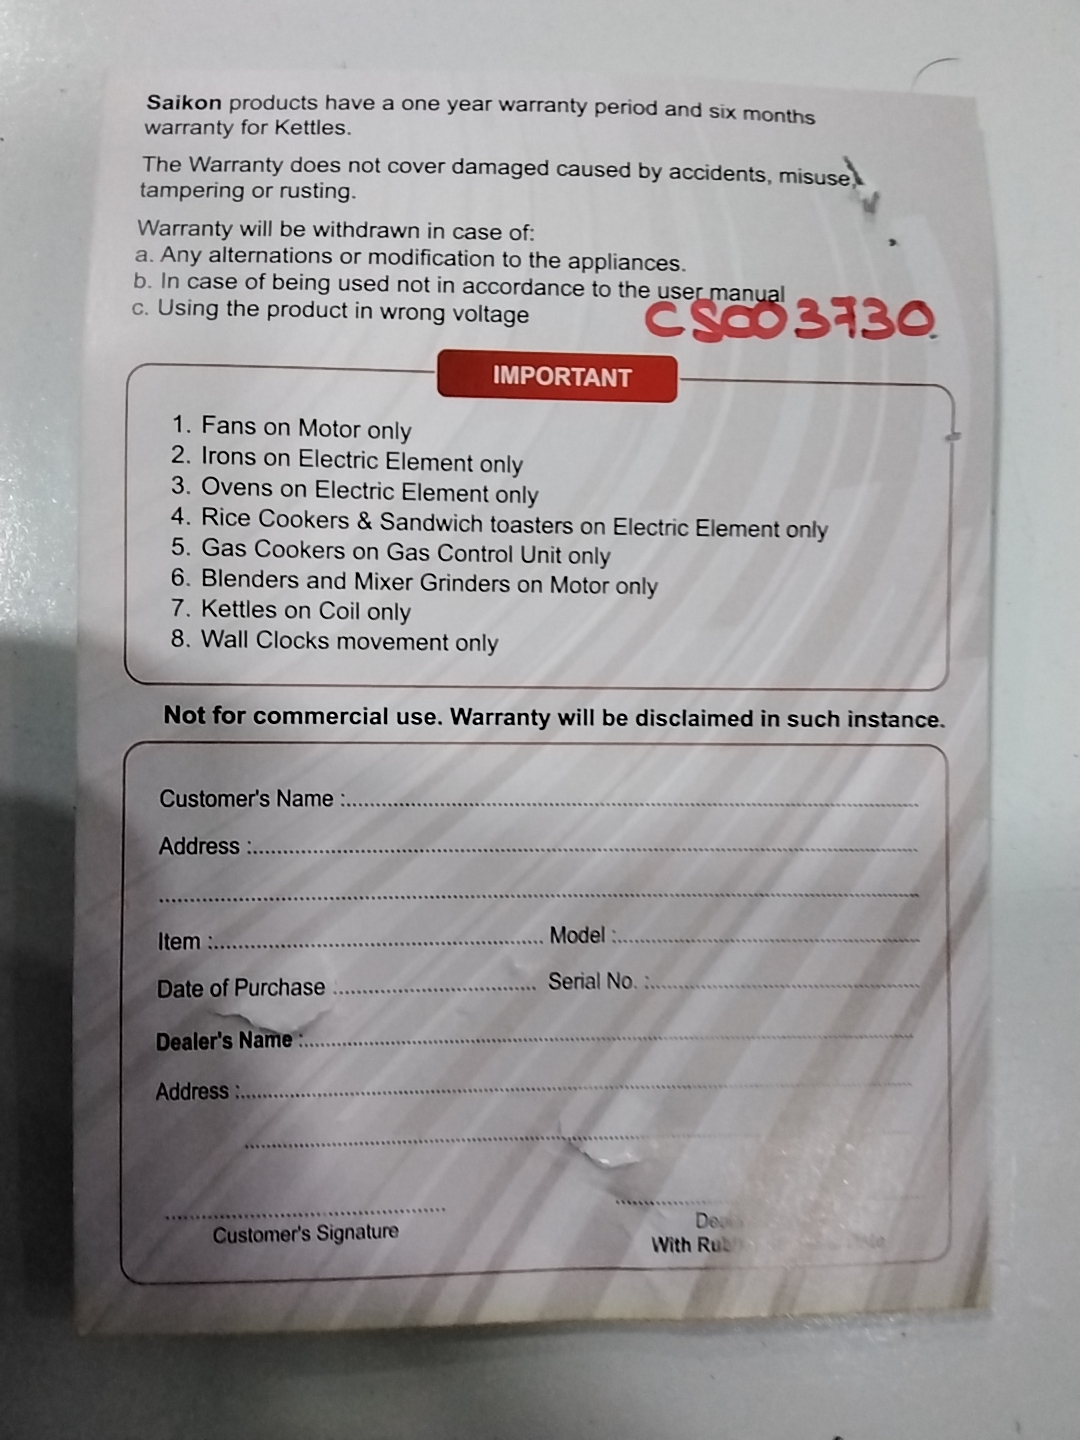 Saikon products have a one year warranty period and six months
warranty for Kettles.
The Warranty does not cover damaged caused by accidents, misuse,
tampering or rusting.
Warranty will be withdrawn in case of:
a. Any alternations or modification to the appliances.
b. In case of being used not in accordance to the user manual
c. Using the product in wrong voltage
CS003730
IMPORTANT
1. Fans on Motor only
2. Irons on Electric Element only
3. Ovens on Electric Element only
4. Rice Cookers & Sandwich toasters on Electric Element only
5. Gas Cookers on Gas Control Unit only
6. Blenders and Mixer Grinders on Motor only
7. Kettles on Coil only
8. Wall Clocks movement only
Not for commercial use. Warranty will be disclaimed in such instance.
Customer's Name :
Address :
Item : Model :
Date of Purchase Serial No. :
Dealer's Name :
Address :
Customer's Signature
With